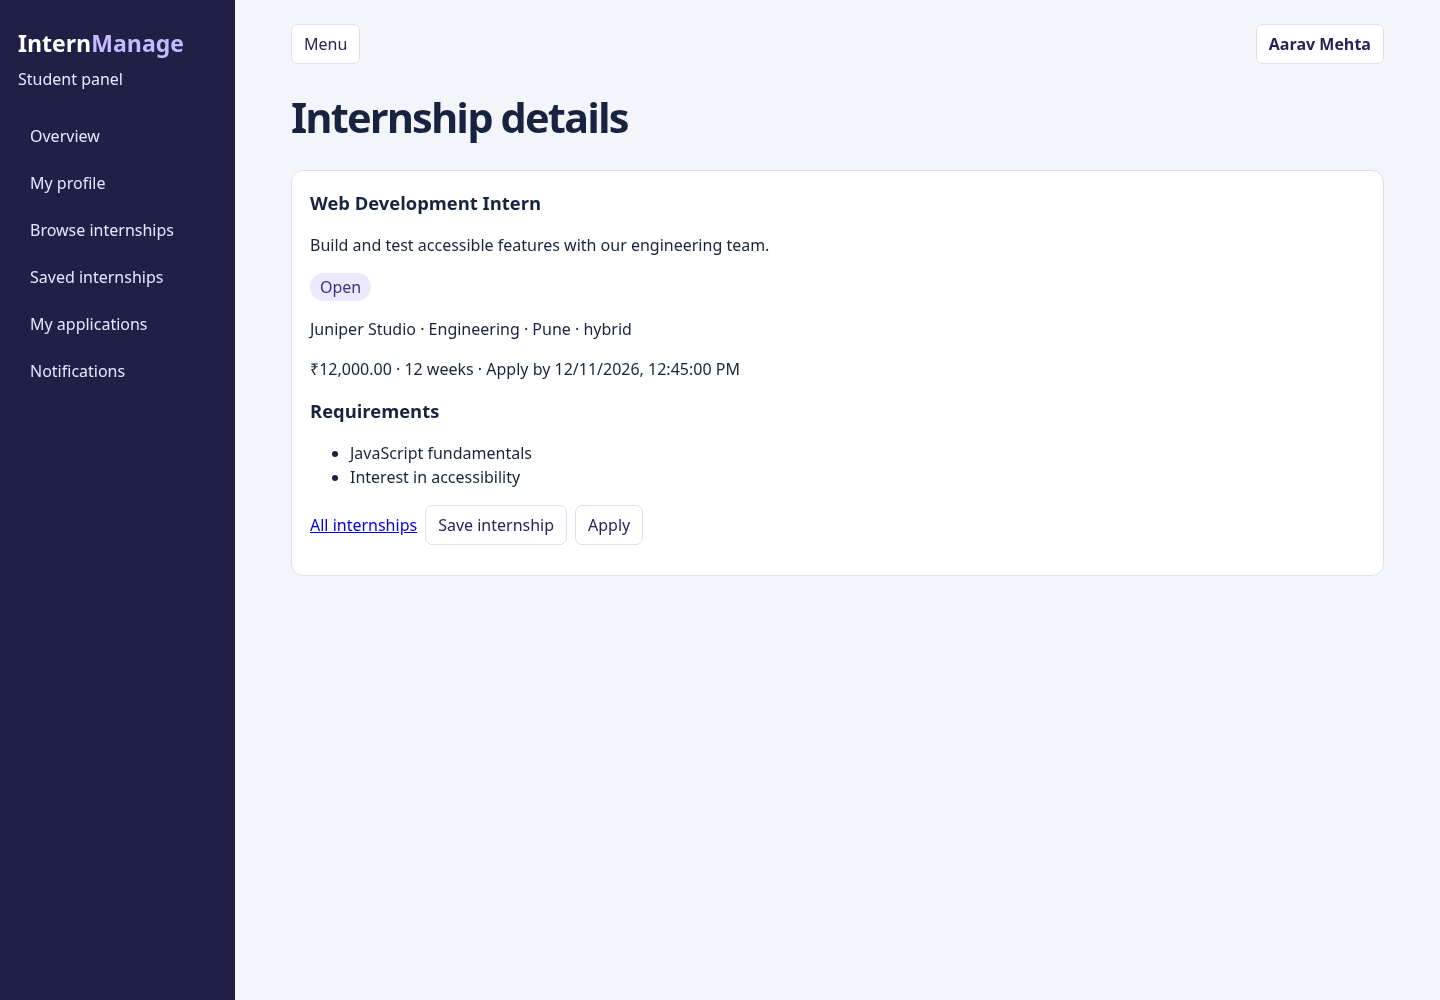 InternManage
Student panel
Overview
My profile
Browse internships
Saved internships
My applications
Notifications
Menu
Aarav Mehta
Internship details
Web Development Intern
Build and test accessible features with our engineering team.
Open
Juniper Studio · Engineering · Pune · hybrid
₹12,000.00 · 12 weeks · Apply by 12/11/2026, 12:45:00 PM
Requirements
JavaScript fundamentals
Interest in accessibility
All internships Save internship Apply